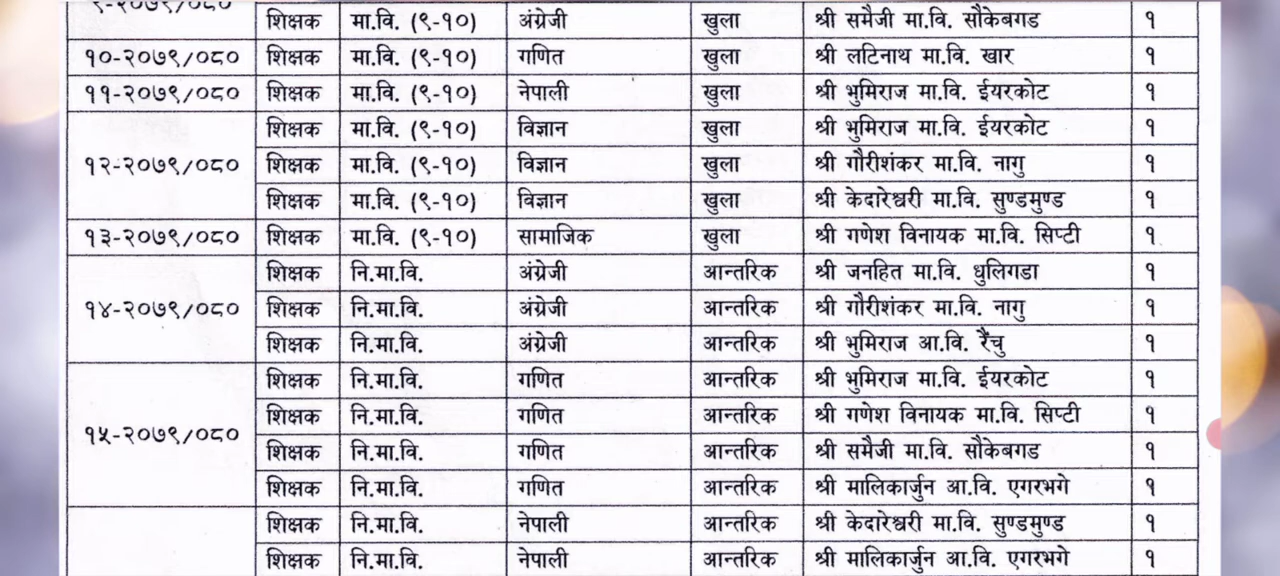 ९-२०७९/०८० शिक्षक मा.वि. (९-१०) अंग्रेजी खुला श्री समैजी मा.वि. सौकेबगड १
१०-२०७९/०८० शिक्षक मा.वि. (९-१०) गणित खुला श्री लटिनाथ मा.वि. खार १
११-२०७९/०८० शिक्षक मा.वि. (९-१०) नेपाली खुला श्री भुमिराज मा.वि. ईयरकोट १
शिक्षक मा.वि. (९-१०) विज्ञान खुला श्री भुमिराज मा.वि. ईयरकोट १
१२-२०७९/०८० शिक्षक मा.वि. (९-१०) विज्ञान खुला श्री गौरीशंकर मा.वि. नागु १
शिक्षक मा.वि. (९-१०) विज्ञान खुला श्री केदारेश्वरी मा.वि. सुण्डमुण्ड १
१३-२०७९/०८० शिक्षक मा.वि. (९-१०) सामाजिक खुला श्री गणेश विनायक मा.वि. सिप्टी १
शिक्षक नि.मा.वि. अंग्रेजी आन्तरिक श्री जनहित मा.वि. धुलिगडा १
१४-२०७९/०८० शिक्षक नि.मा.वि. अंग्रेजी आन्तरिक श्री गौरीशंकर मा.वि. नागु १
शिक्षक नि.मा.वि. अंग्रेजी आन्तरिक श्री भुमिराज आ.वि. रैंचु १
शिक्षक नि.मा.वि. गणित आन्तरिक श्री भुमिराज मा.वि. ईयरकोट १
शिक्षक नि.मा.वि. गणित आन्तरिक श्री गणेश विनायक मा.वि. सिप्टी १
१५-२०७९/०८० शिक्षक नि.मा.वि. गणित आन्तरिक श्री समैजी मा.वि. सौकेबगड १
शिक्षक नि.मा.वि. गणित आन्तरिक श्री मालिकार्जुन आ.वि. एगरभगे १
शिक्षक नि.मा.वि. नेपाली आन्तरिक श्री केदारेश्वरी मा.वि. सुण्डमुण्ड १
शिक्षक नि.मा.वि. नेपाली आन्तरिक श्री मालिकार्जुन आ.वि. एगरभगे १